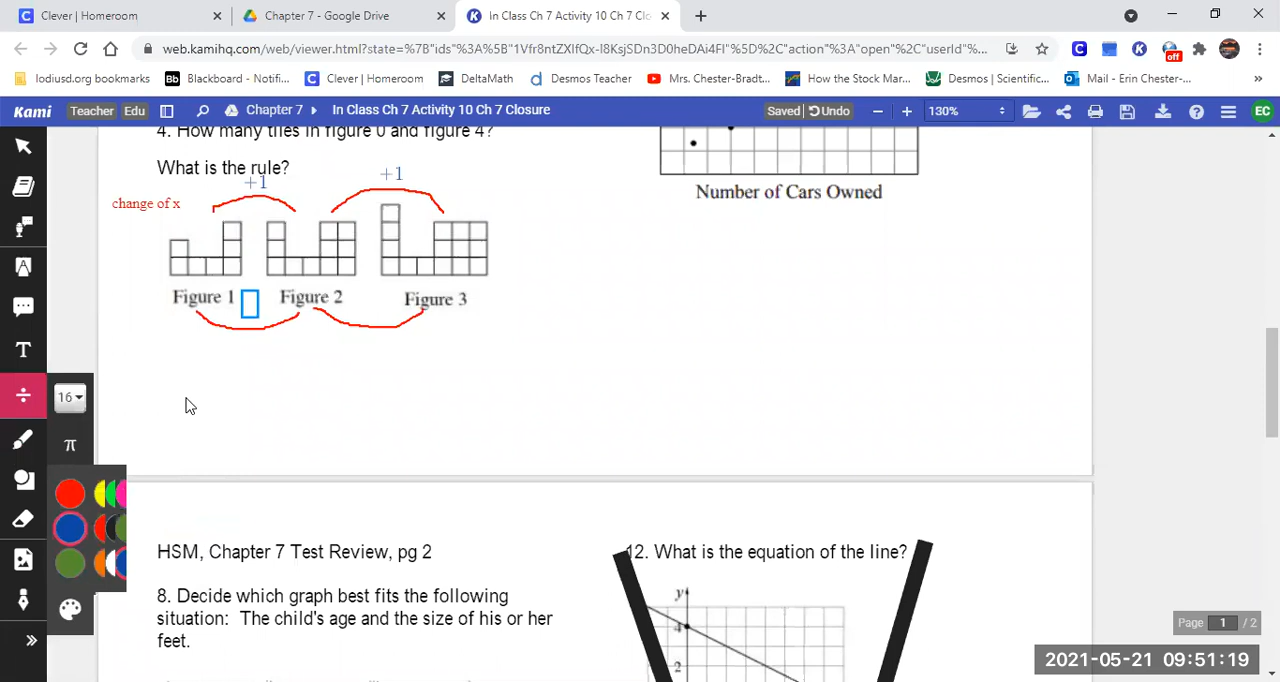 Clever | Homeroom
Chapter 7 - Google Drive
In Class Ch 7 Activity 10 Ch 7 Clo
web.kamihq.com/web/viewer.html?state=%7B"ids"%3A%5B"1Vfr8ntZXIfQx-I8KsjSDn3D0heDAi4FI"%5D%2C"action"%3A"open"%2C"userId"%...
off
lodiusd.org bookmarks
Bb Blackboard - Notifi...
Clever | Homeroom
DeltaMath
Desmos Teacher
Mrs. Chester-Bradt...
How the Stock Mar...
Desmos | Scientific...
Mail - Erin Chester-...
»
Kami Teacher Edu
Chapter 7
In Class Ch 7 Activity 10 Ch 7 Closure
Saved Undo
130%
EC
4. How many tiles in figure 0 and figure 4?
What is the rule?
+1
+1
change of x
Figure 1
Figure 2
Figure 3
Number of Cars Owned
T
16
π
HSM, Chapter 7 Test Review, pg 2
8. Decide which graph best fits the following
situation: The child's age and the size of his or her
feet.
12. What is the equation of the line?
y
4
2
Page 1 / 2
2021-05-21 09:51:19